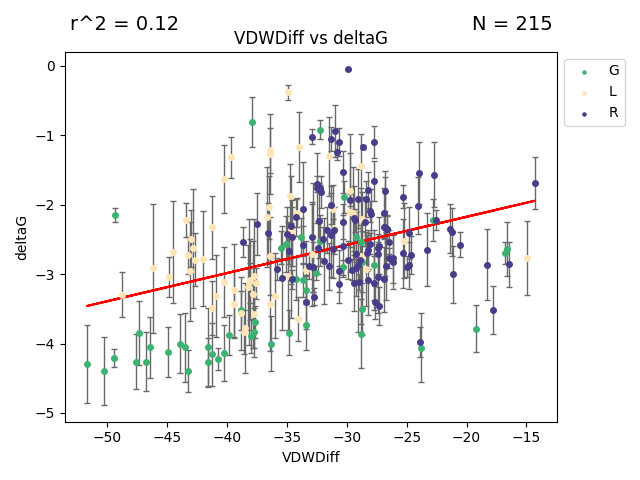 r^2 = 0.12
N = 215
VDWDiff vs deltaG
deltaG
0
−1
−2
−3
−4
−5
−50
−45
−40
−35
−30
−25
−20
−15
VDWDiff
G
L
R